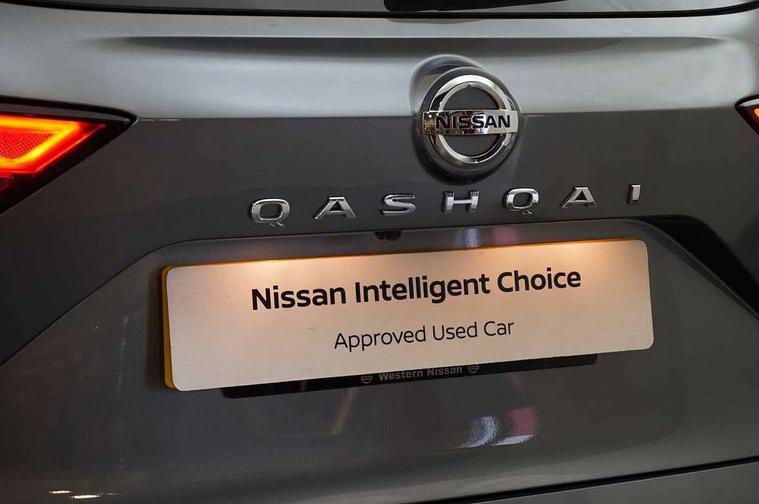 NISSAN
QASHQAI
Nissan Intelligent Choice
Approved Used Car
Western Nissan